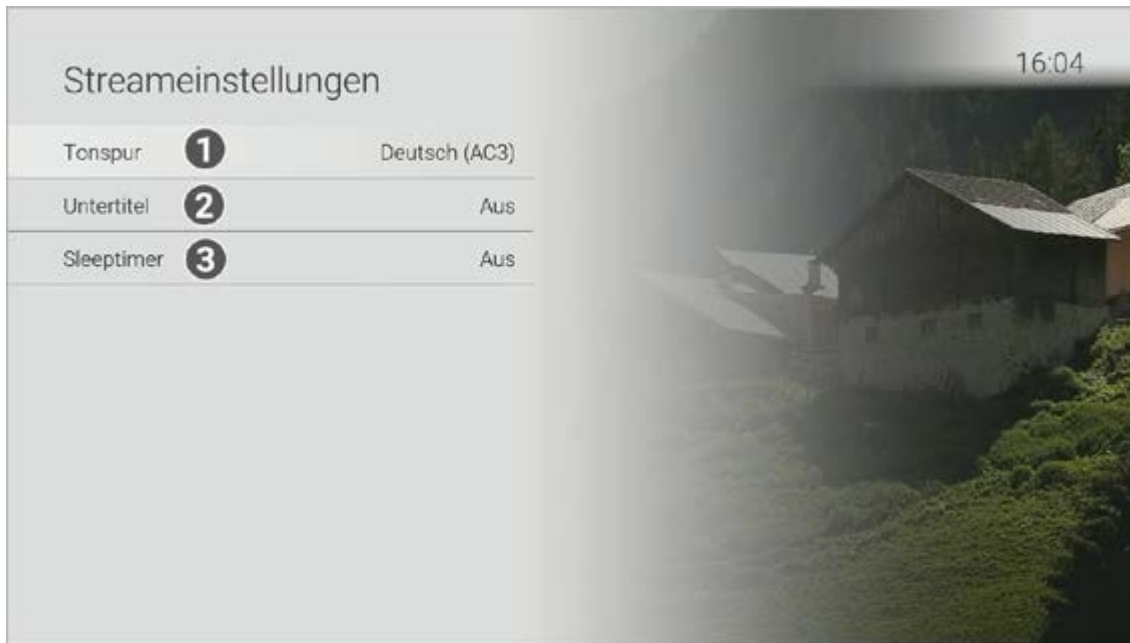 Streameinstellungen
16:04
Tonspur 1 Deutsch (AC3)
Untertitel 2 Aus
Sleeptimer 3 Aus